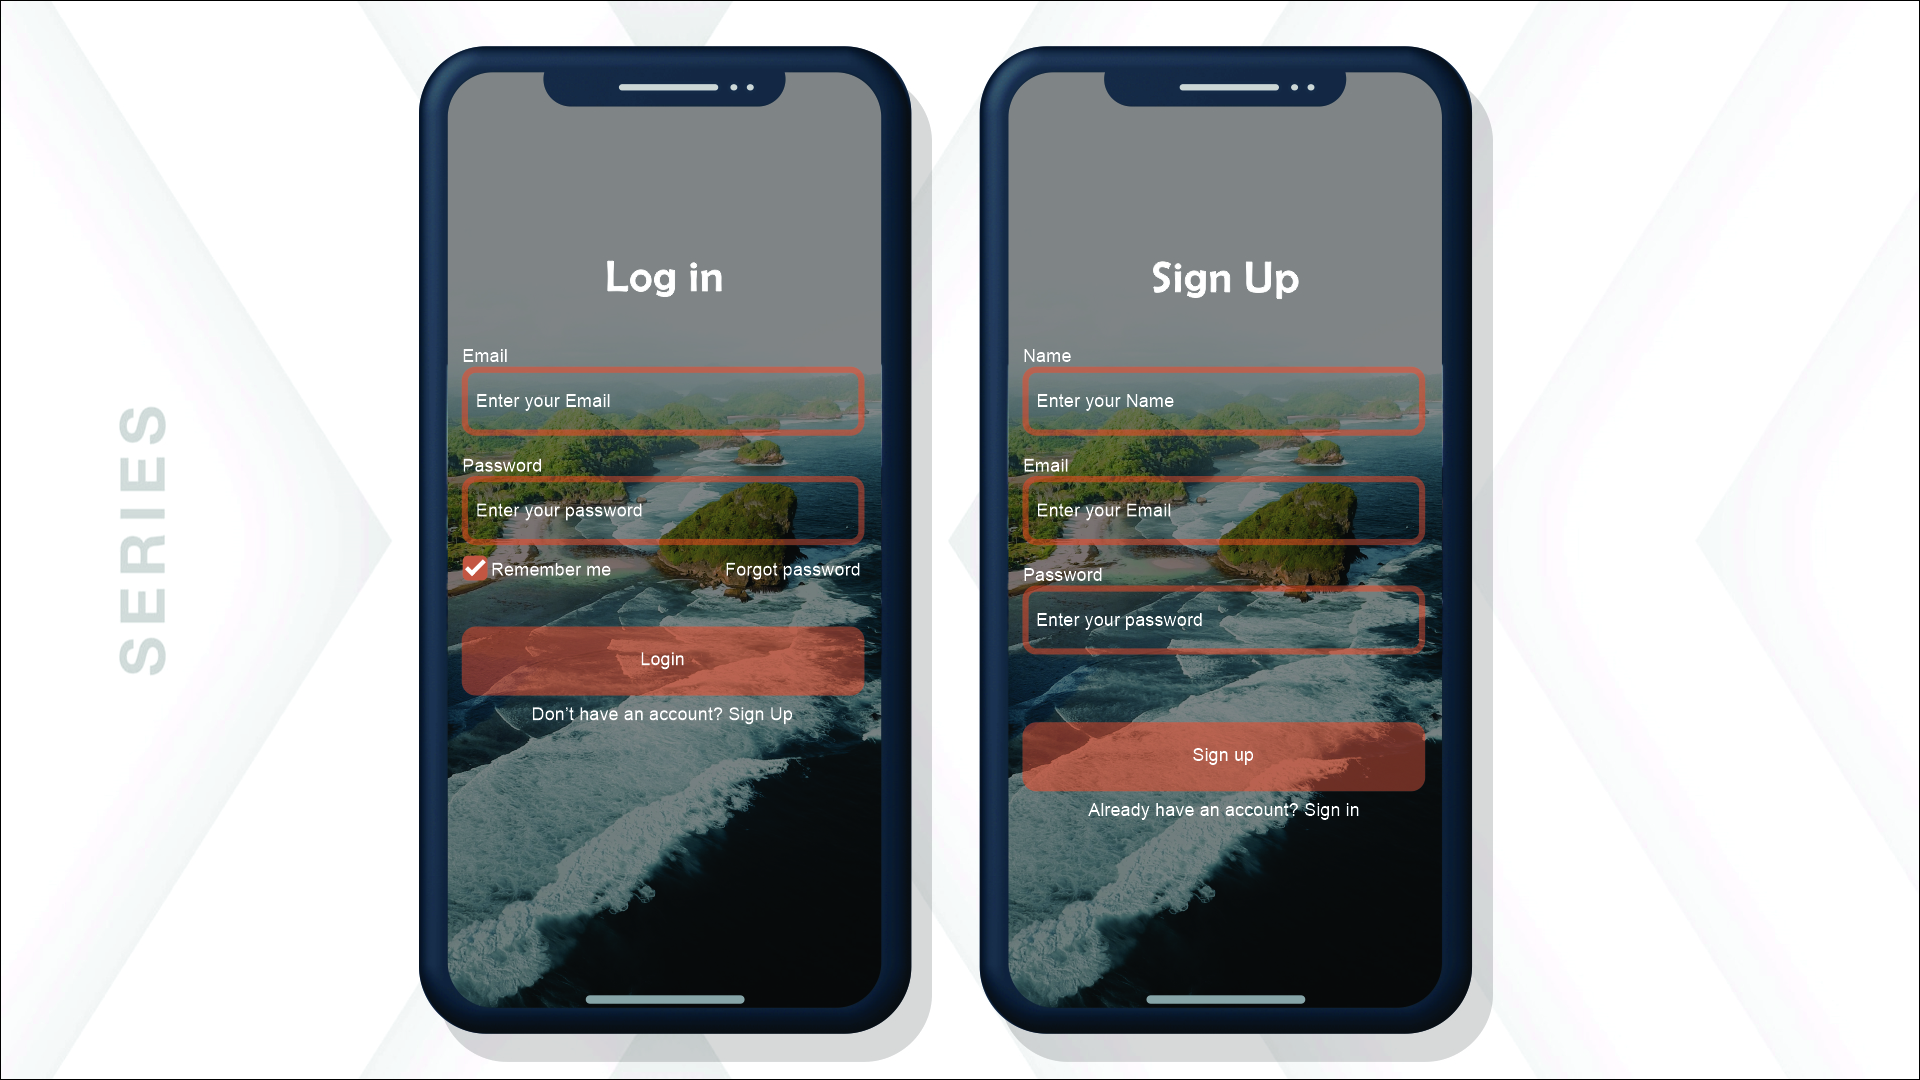 SERIES
Log in
Email
Enter your Email
Password
Enter your password
Remember me
Forgot password
Login
Don't have an account? Sign Up
Sign Up
Name
Enter your Name
Email
Enter your Email
Password
Enter your password
Sign up
Already have an account? Sign in